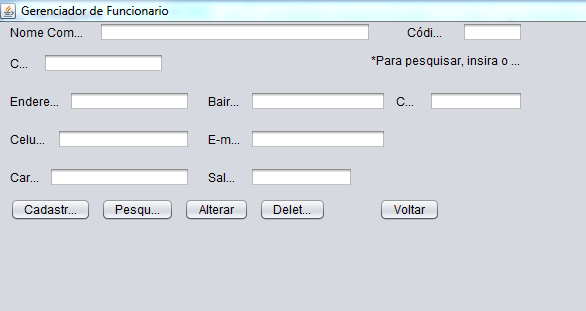 Gerenciador de Funcionario
Nome Com... Códi...
C... *Para pesquisar, insira o ...
Endere... Bair... C...
Celu... E-m...
Car... Sal...
Cadastr... Pesqu... Alterar Delet... Voltar